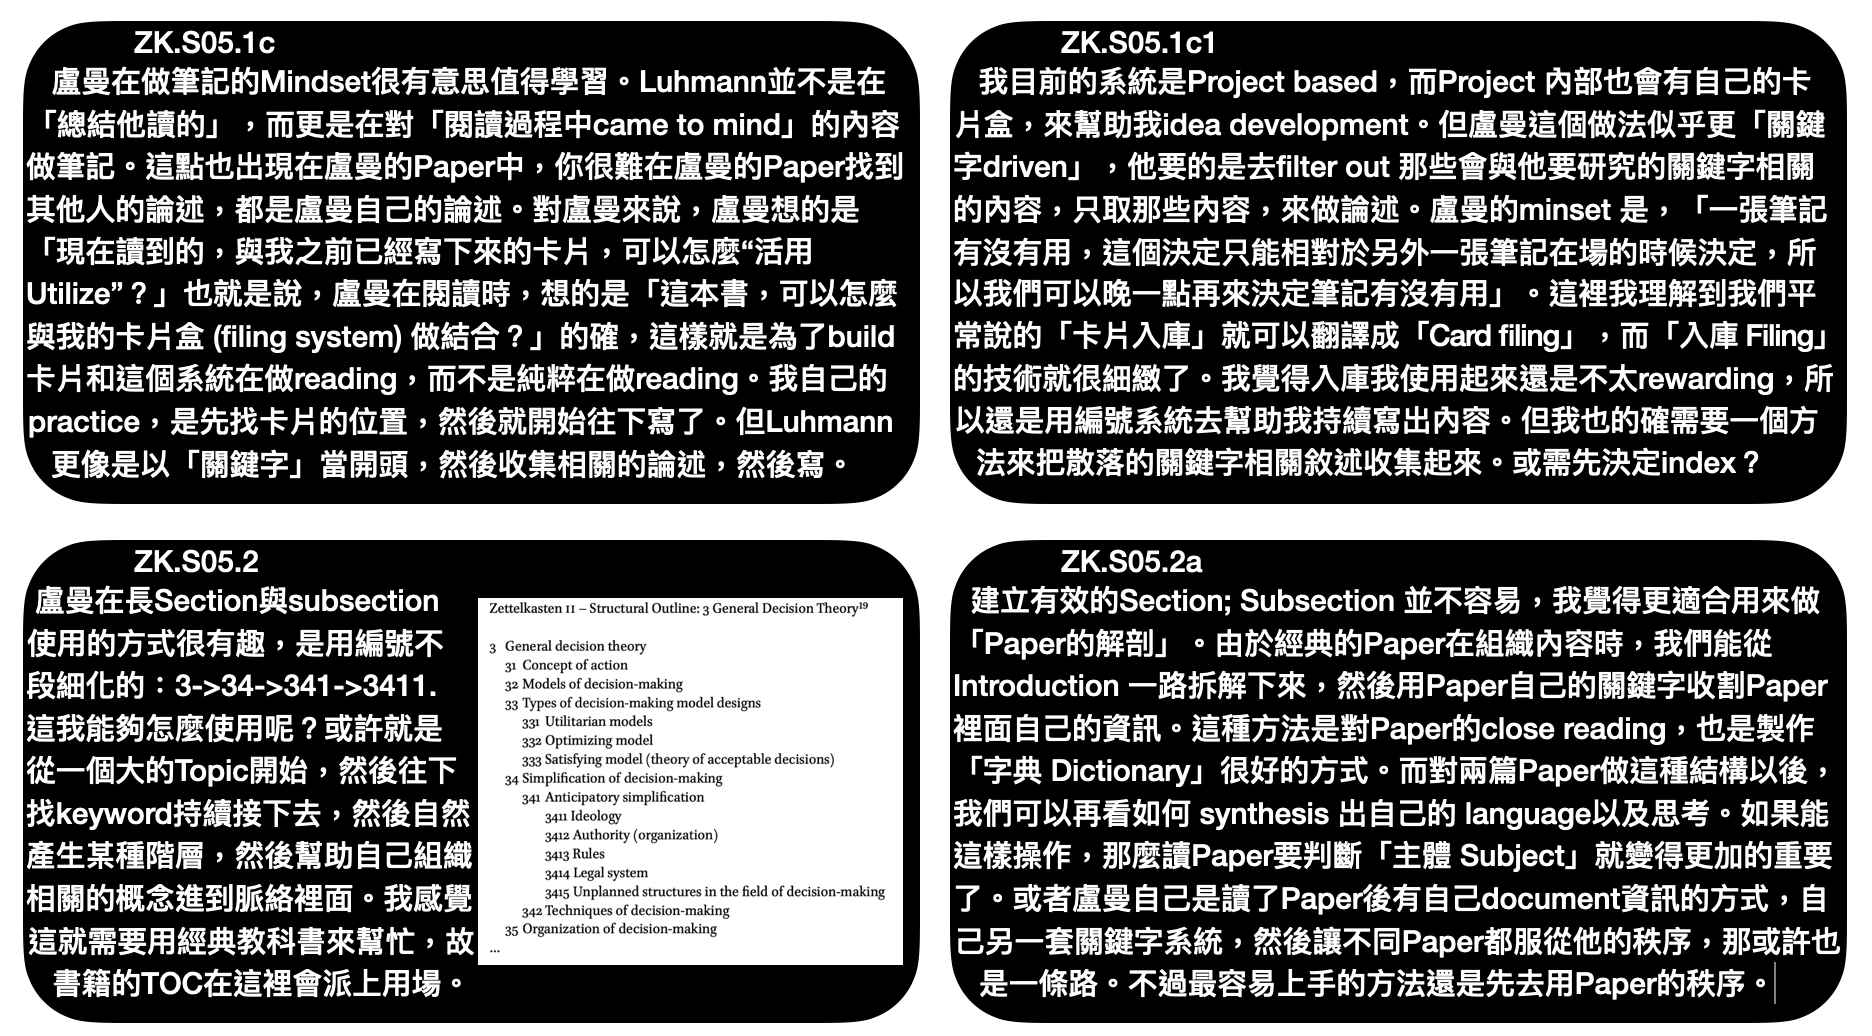 ZK.S05.1c
盧曼在做筆記的Mindset很有意思值得學習。Luhmann並不是在
「總結他讀的」，而更是在對「閱讀過程中came to mind」的內容
做筆記。這點也出現在盧曼的Paper中，你很難在盧曼的Paper找到
其他人的論述，都是盧曼自己的論述。對盧曼來說，盧曼想的是
「現在讀到的，與我之前已經寫下來的卡片，可以怎麼“活用
Utilize”？」也就是說，盧曼在閱讀時，想的是「這本書，可以怎麼
與我的卡片盒 (filing system) 做結合？」的確，這樣就是為了build
卡片和這個系統在做reading，而不是純粹在做reading。我自己的
practice，是先找卡片的位置，然後就開始往下寫了。但Luhmann
更像是以「關鍵字」當開頭，然後收集相關的論述，然後寫。
ZK.S05.1c1
我目前的系統是Project based，而Project 內部也會有自己的卡
片盒，來幫助我idea development。但盧曼這個做法似乎更「關鍵
字driven」，他要的是去filter out 那些會與他要研究的關鍵字相關
的內容，只取那些內容，來做論述。盧曼的minset 是，「一張筆記
有沒有用，這個決定只能相對於另外一張筆記在場的時候決定，所
以我們可以晚一點再來決定筆記有沒有用」。這裡我理解到我們平
常說的「卡片入庫」就可以翻譯成「Card filing」，而「入庫 Filing」
的技術就很細緻了。我覺得入庫我使用起來還是不太rewarding，所
以還是用編號系統去幫助我持續寫出內容。但我也的確需要一個方
法來把散落的關鍵字相關敘述收集起來。或需先決定index？
ZK.S05.2
盧曼在長Section與subsection
使用的方式很有趣，是用編號不
段細化的：3->34->341->3411.
這我能夠怎麼使用呢？或許就是
從一個大的Topic開始，然後往下
找keyword持續接下去，然後自然
產生某種階層，然後幫助自己組織
相關的概念進到脈絡裡面。我感覺
這就需要用經典教科書來幫忙，故
書籍的TOC在這裡會派上用場。
Zettelkasten II – Structural Outline: 3 General Decision Theory¹⁹
3 General decision theory
31 Concept of action
32 Models of decision-making
33 Types of decision-making model designs
331 Utilitarian models
332 Optimizing model
333 Satisfying model (theory of acceptable decisions)
34 Simplification of decision-making
341 Anticipatory simplification
3411 Ideology
3412 Authority (organization)
3413 Rules
3414 Legal system
3415 Unplanned structures in the field of decision-making
342 Techniques of decision-making
35 Organization of decision-making
...
ZK.S05.2a
建立有效的Section; Subsection 並不容易，我覺得更適合用來做
「Paper的解剖」。由於經典的Paper在組織內容時，我們能從
Introduction 一路拆解下來，然後用Paper自己的關鍵字收割Paper
裡面自己的資訊。這種方法是對Paper的close reading，也是製作
「字典 Dictionary」很好的方式。而對兩篇Paper做這種結構以後，
我們可以再看如何 synthesis 出自己的 language以及思考。如果能
這樣操作，那麼讀Paper要判斷「主體 Subject」就變得更加的重要
了。或者盧曼自己是讀了Paper後有自己document資訊的方式，自
己另一套關鍵字系統，然後讓不同Paper都服從他的秩序，那或許也
是一條路。不過最容易上手的方法還是先去用Paper的秩序。